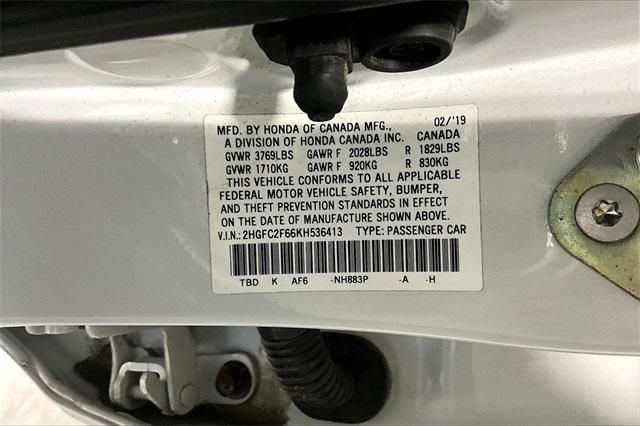 MFD. BY HONDA OF CANADA MFG., 02/'19
A DIVISION OF HONDA CANADA INC. CANADA
GVWR 3769LBS GAWR F 2028LBS R 1829LBS
GVWR 1710KG GAWR F 920KG R 830KG
THIS VEHICLE CONFORMS TO ALL APPLICABLE
FEDERAL MOTOR VEHICLE SAFETY, BUMPER,
AND THEFT PREVENTION STANDARDS IN EFFECT
ON THE DATE OF MANUFACTURE SHOWN ABOVE.
V.I.N.: 2HGFC2F66KH536413 TYPE: PASSENGER CAR
TBD K AF6 -NH883P -A -H